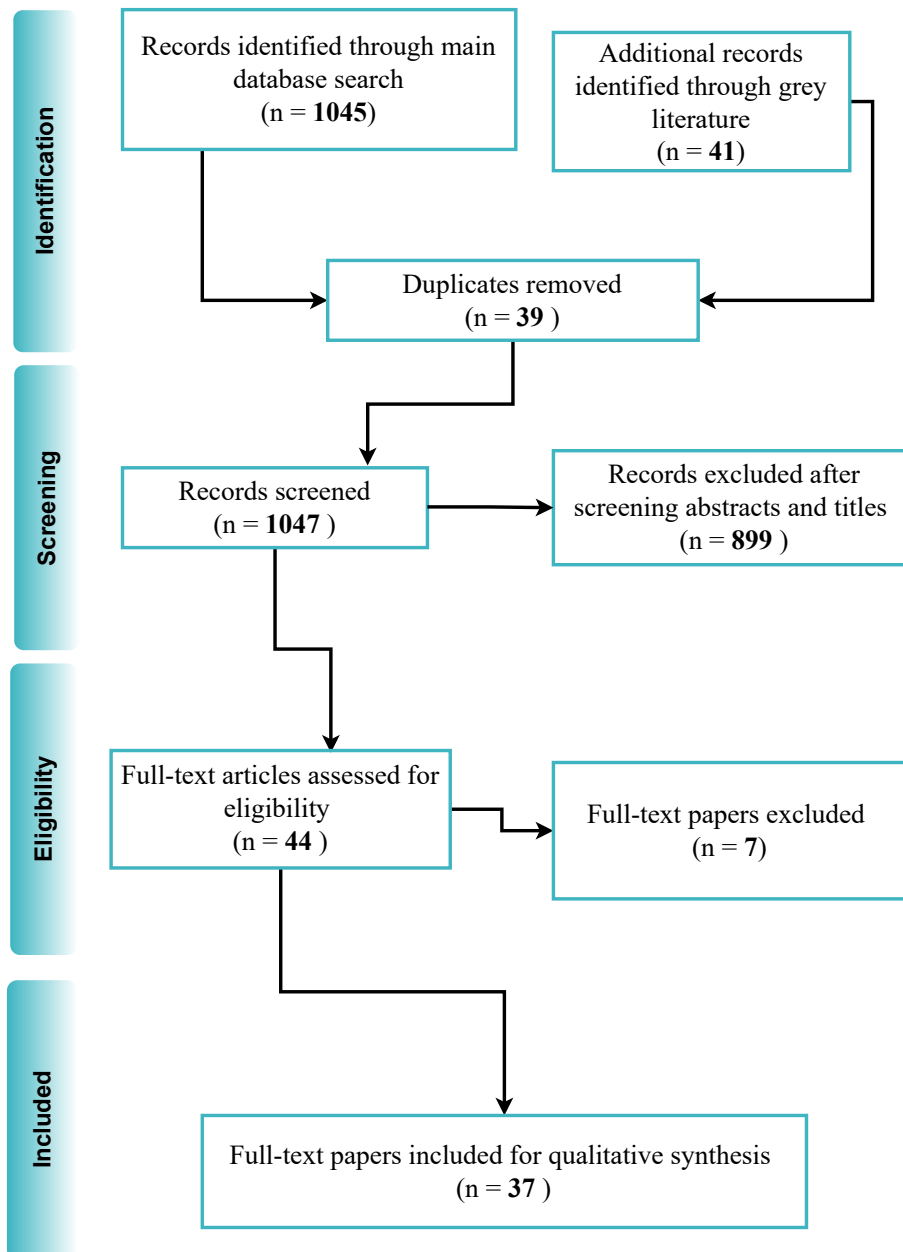 Identification
Records identified through main
database search
(n = 1045)
Additional records
identified through grey
literature
(n = 41)
Duplicates removed
(n = 39 )
Screening
Records screened
(n = 1047 )
Records excluded after
screening abstracts and titles
(n = 899 )
Eligibility
Full-text articles assessed for
eligibility
(n = 44 )
Full-text papers excluded
(n = 7)
Included
Full-text papers included for qualitative synthesis
(n = 37 )